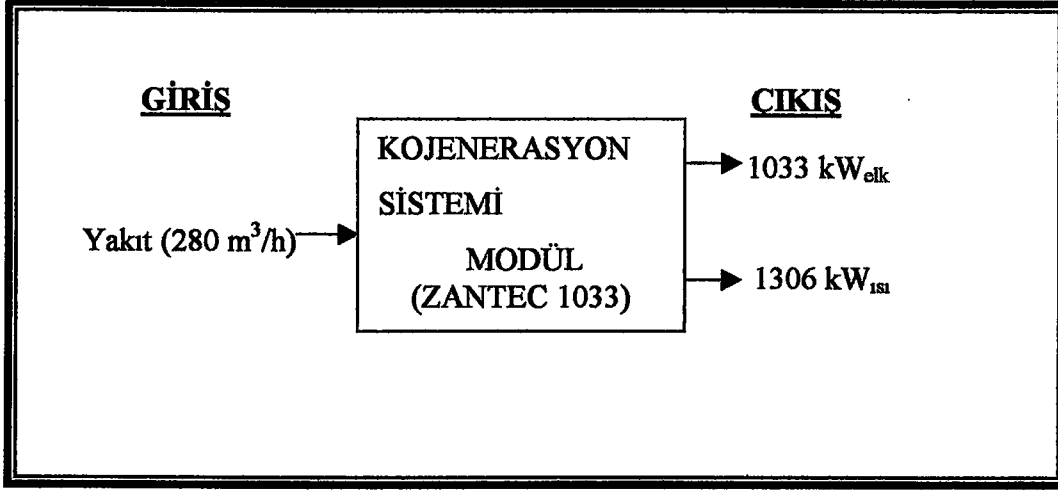 GİRİŞ
ÇIKIŞ
KOJENERASYON
SİSTEMİ
MODÜL
(ZANTEC 1033)
Yakıt (280 m³/h)
1033 kWelk
1306 kWısı